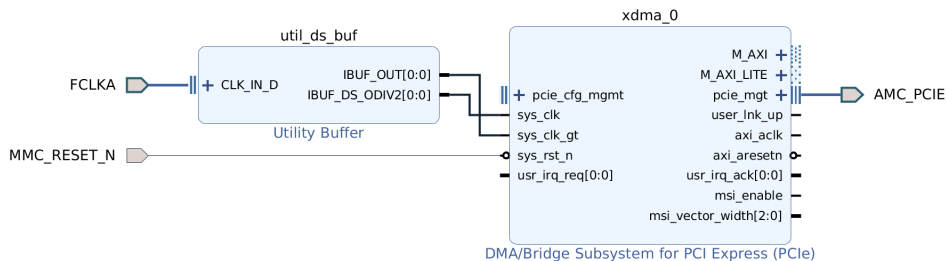 xdma_0
util_ds_buf
FCLKA
CLK_IN_D
IBUF_OUT[0:0]
IBUF_DS_ODIV2[0:0]
Utility Buffer
MMC_RESET_N
pcie_cfg_mgmt
sys_clk
sys_clk_gt
sys_rst_n
usr_irq_req[0:0]
M_AXI
M_AXI_LITE
pcie_mgt
user_lnk_up
axi_aclk
axi_aresetn
usr_irq_ack[0:0]
msi_enable
msi_vector_width[2:0]
DMA/Bridge Subsystem for PCI Express (PCIe)
AMC_PCIE